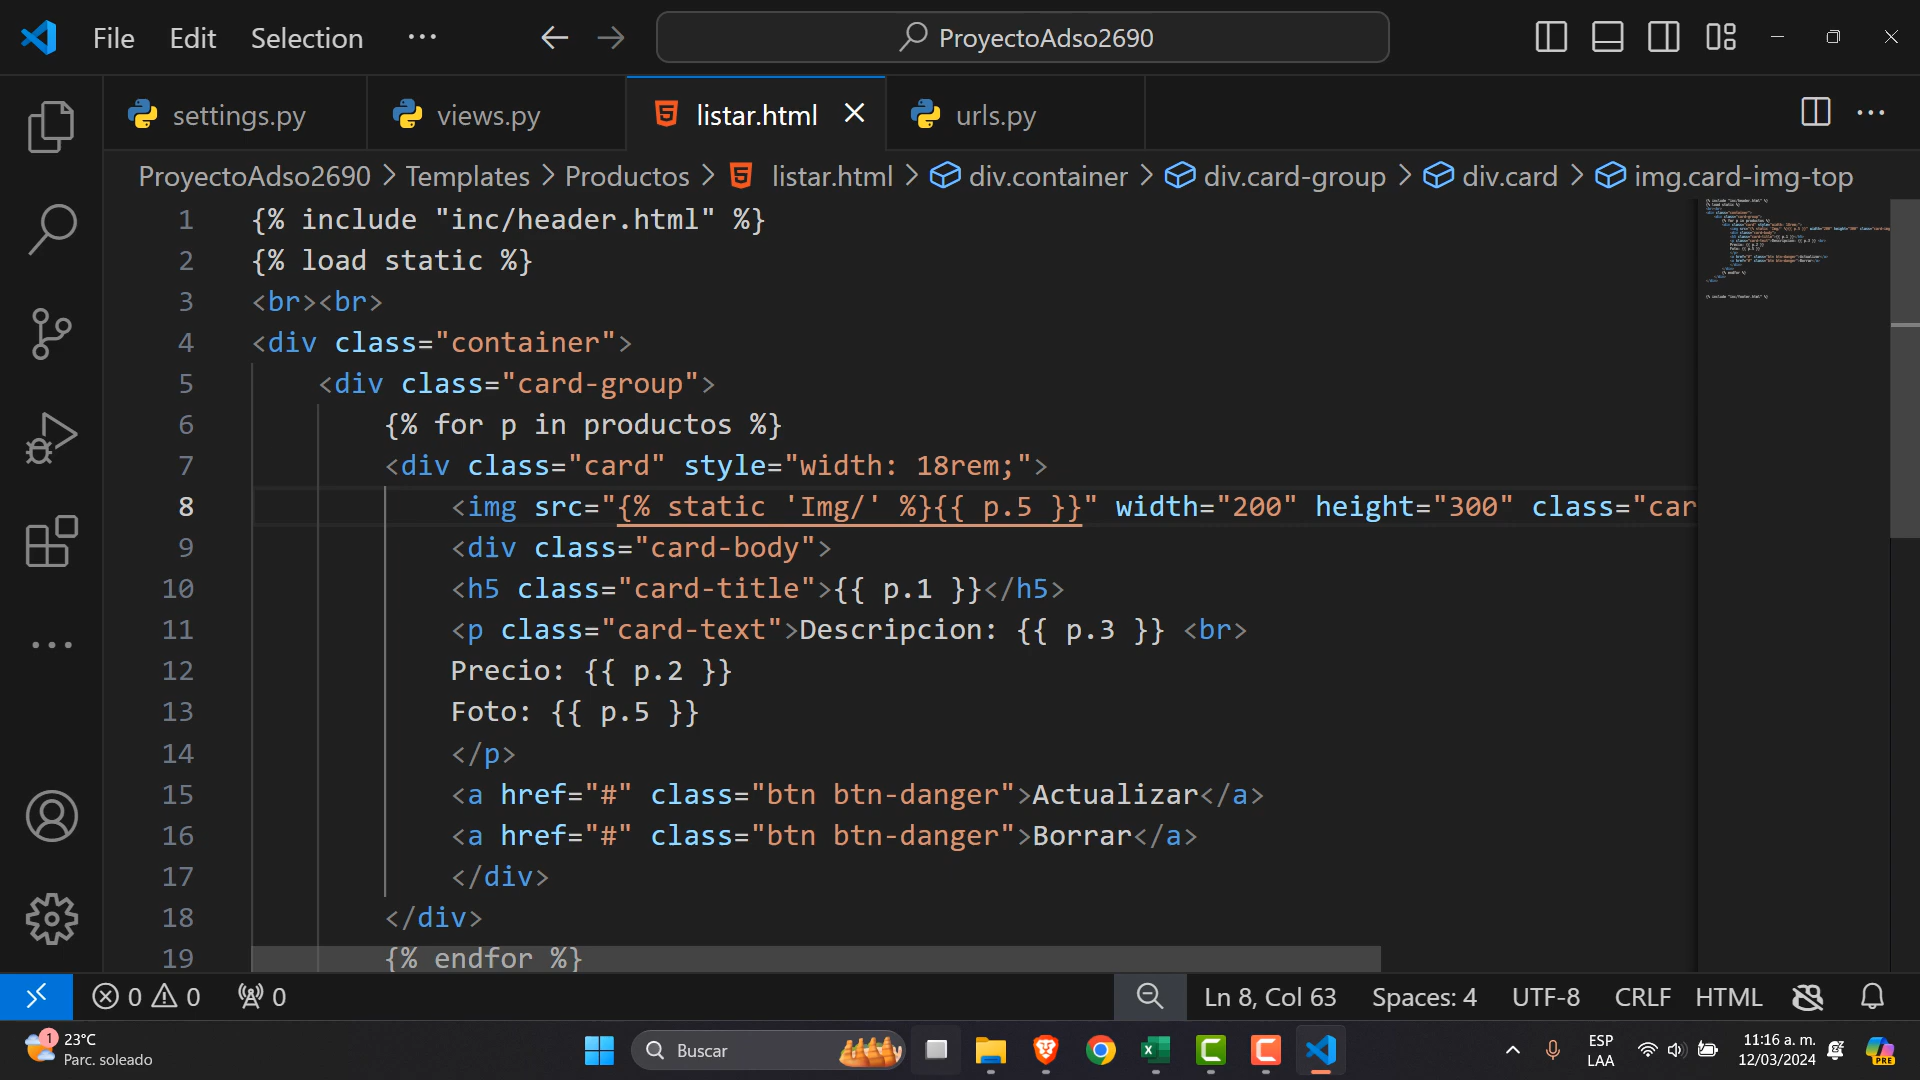 File Edit Selection ··· ProyectoAdso2690
settings.py views.py listar.html urls.py
ProyectoAdso2690 > Templates > Productos > listar.html > div.container > div.card-group > div.card > img.card-img-top
1 {% include "inc/header.html" %}
2 {% load static %}
3 <br><br>
4 <div class="container">
5 <div class="card-group">
6 {% for p in productos %}
7 <div class="card" style="width: 18rem;">
8 <img src="{% static 'Img/' %}{{ p.5 }}" width="200" height="300" class="car
9 <div class="card-body">
10 <h5 class="card-title">{{ p.1 }}</h5>
11 <p class="card-text">Descripcion: {{ p.3 }} <br>
12 Precio: {{ p.2 }}
13 Foto: {{ p.5 }}
14 </p>
15 <a href="#" class="btn btn-danger">Actualizar</a>
16 <a href="#" class="btn btn-danger">Borrar</a>
17 </div>
18 </div>
19 {% endfor %}
0 0 0 Ln 8, Col 63 Spaces: 4 UTF-8 CRLF HTML
1 23°C
Parc. soleado
Buscar
ESP
LAA
11:16 a. m.
12/03/2024
PRE